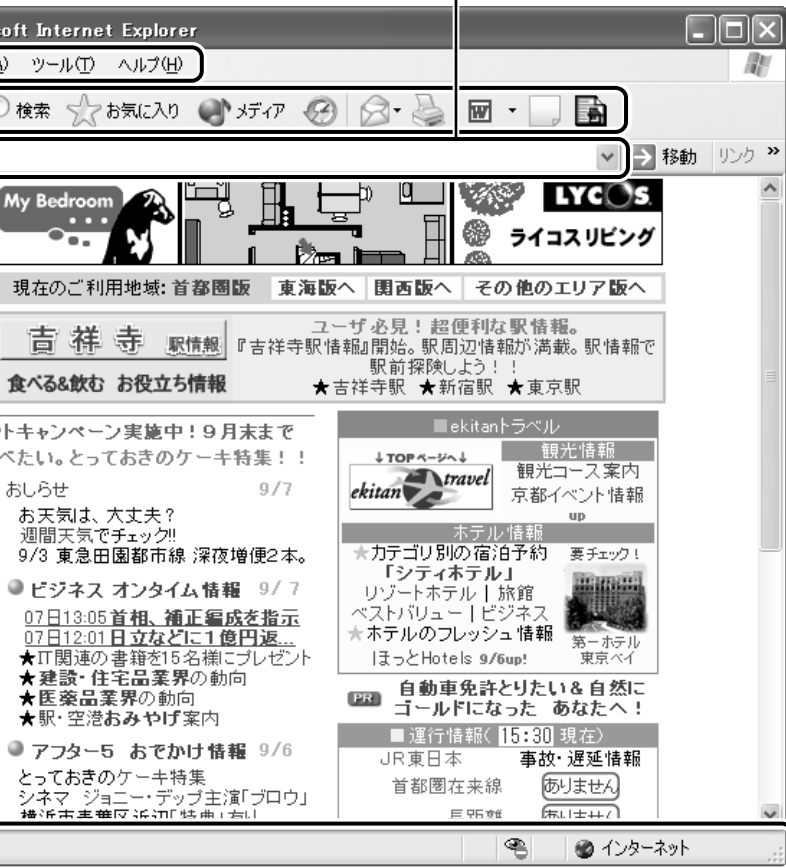 soft Internet Explorer
ツール(T) ヘルプ(H)
検索 お気に入り メディア
移動 リンク »
My Bedroom
LYCOS
ライコスリビング
現在のご利用地域: 首都圏版 東海版へ 関西版へ その他のエリア版へ
吉祥寺 駅情報
食べる&飲む お役立ち情報
ユーザ必見！超便利な駅情報。
『吉祥寺駅情報』開始。駅周辺情報が満載。駅情報で
駅前探険しよう！！
★吉祥寺駅 ★新宿駅 ★東京駅
トキャンペーン実施中！９月末まで
べたい。とっておきのケーキ特集！！
おしらせ 9/7
お天気は、大丈夫？
週間天気でチェック!!
9/3 東急田園都市線 深夜増便2本。
ビジネス オンタイム情報 9/7
07日13:05首相、補正編成を指示
07日12:01日立などに１億円返...
★IT関連の書籍を15名様にプレゼント
★建設・住宅品業界の動向
★医薬品業界の動向
★駅・空港おみやげ案内
アフター5 おでかけ情報 9/6
とっておきのケーキ特集
シネマ ジョニー・デップ主演「ブロウ」
横浜市青葉区近辺「特典」有り
■ekitanトラベル
↓TOPページへ↓
ekitan travel
観光情報
観光コース案内
京都イベント情報
up
ホテル情報
★カテゴリ別の宿泊予約
「シティホテル」
リゾートホテル | 旅館
ベストバリュー | ビジネス
★ホテルのフレッシュ情報
ほっとHotels 9/6up!
要チェック！
第一ホテル
東京ベイ
PR 自動車免許とりたい＆自然に
ゴールドになった あなたへ！
■運行情報( 15:30 現在)
JR東日本 事故・遅延情報
首都圏在来線 ありません
長距離 ありません
インターネット